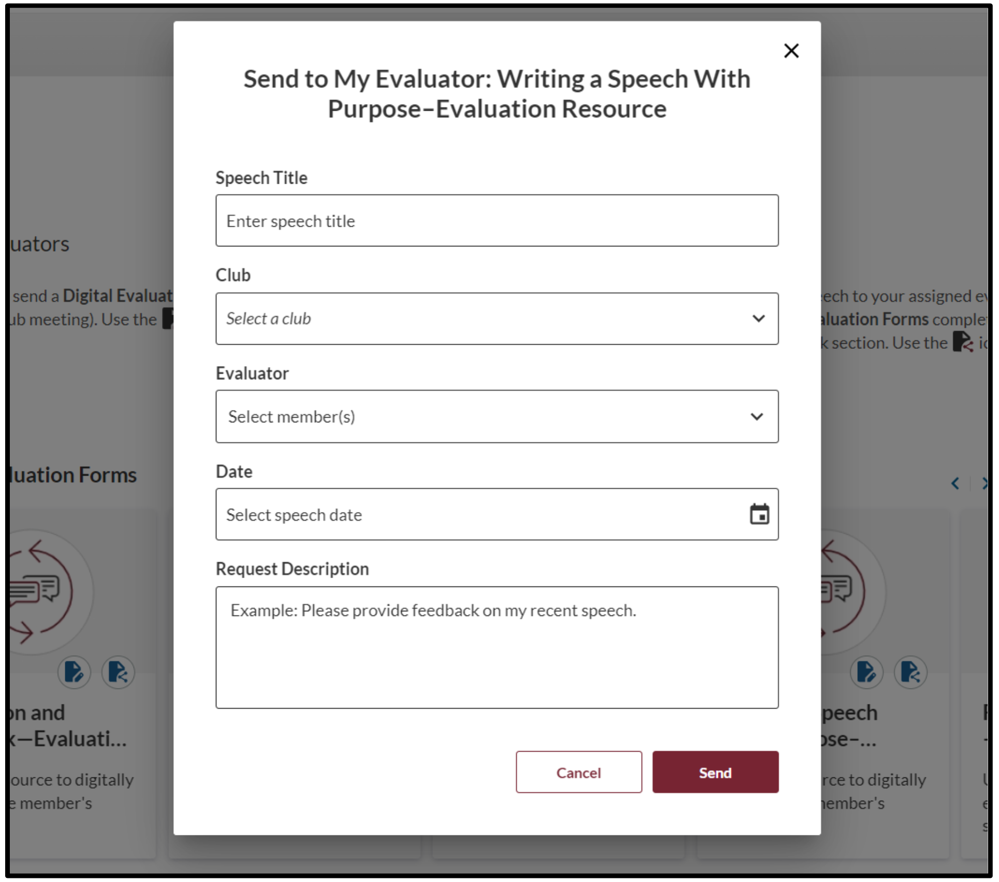 Send to My Evaluator: Writing a Speech With
Purpose–Evaluation Resource
Speech Title
Enter speech title
Club
Select a club
Evaluator
Select member(s)
Date
Select speech date
Request Description
Example: Please provide feedback on my recent speech.
Cancel
Send
uators
send a Digital Evaluat
ub meeting). Use the
ech to your assigned ev
aluation Forms comple
k section. Use the
luation Forms
on and
k—Evaluati...
ource to digitally
e member's
peech
ose–...
rce to digitally
member's